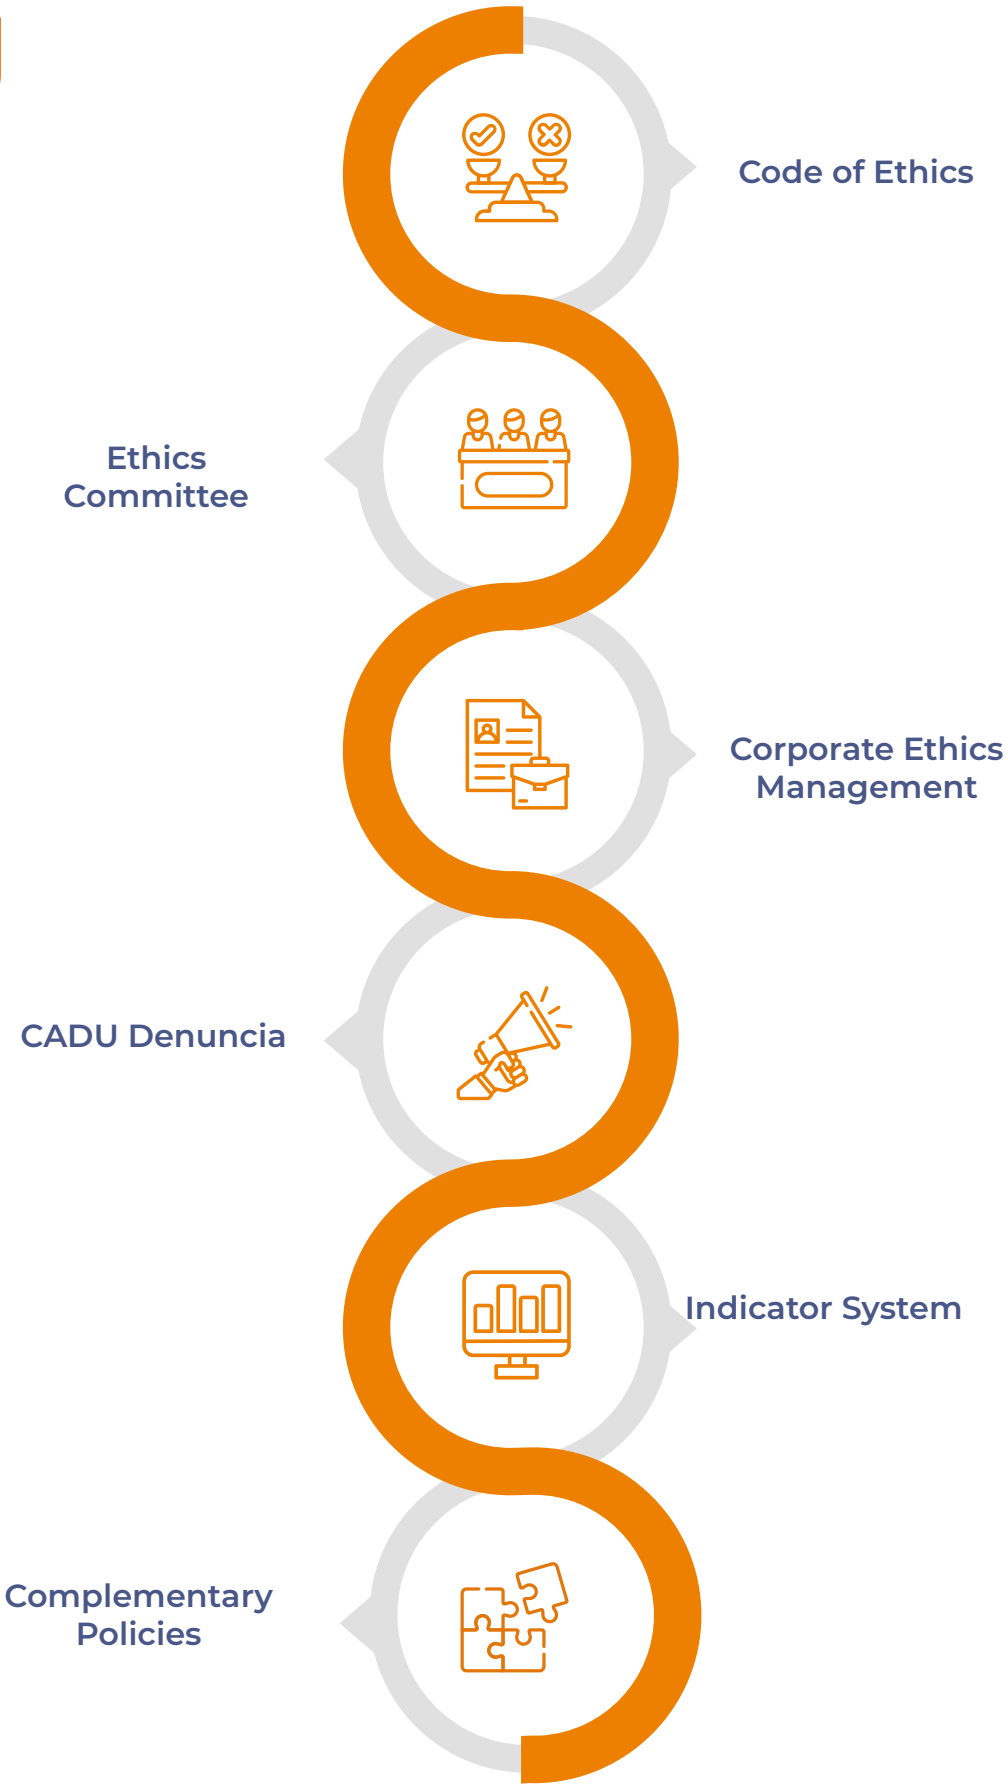 Code of Ethics
Ethics
Committee
Corporate Ethics
Management
CADU Denuncia
Indicator System
Complementary
Policies